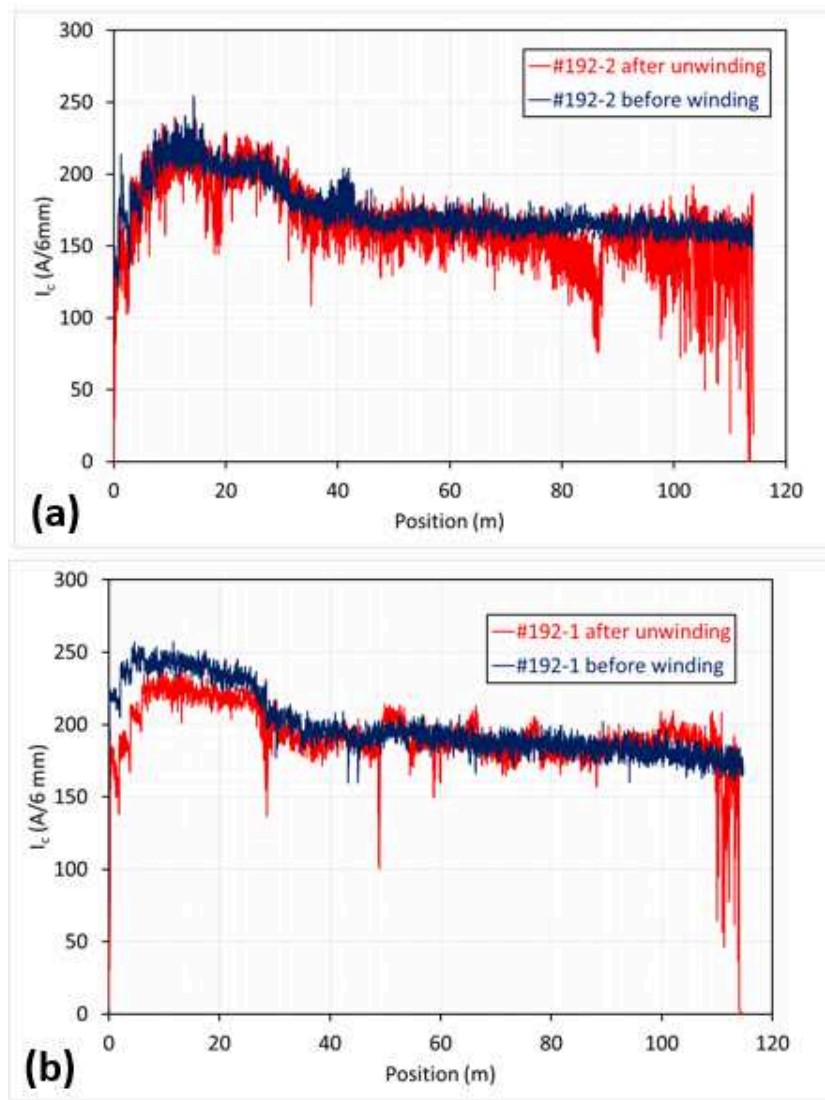 300
250
200
150
100
50
0
I_c (A/6mm)
#192-2 after unwinding
#192-2 before winding
0 20 40 60 80 100 120
Position (m)
(a)
300
250
200
150
100
50
0
I_c (A/6 mm)
#192-1 after unwinding
#192-1 before winding
0 20 40 60 80 100 120
Position (m)
(b)